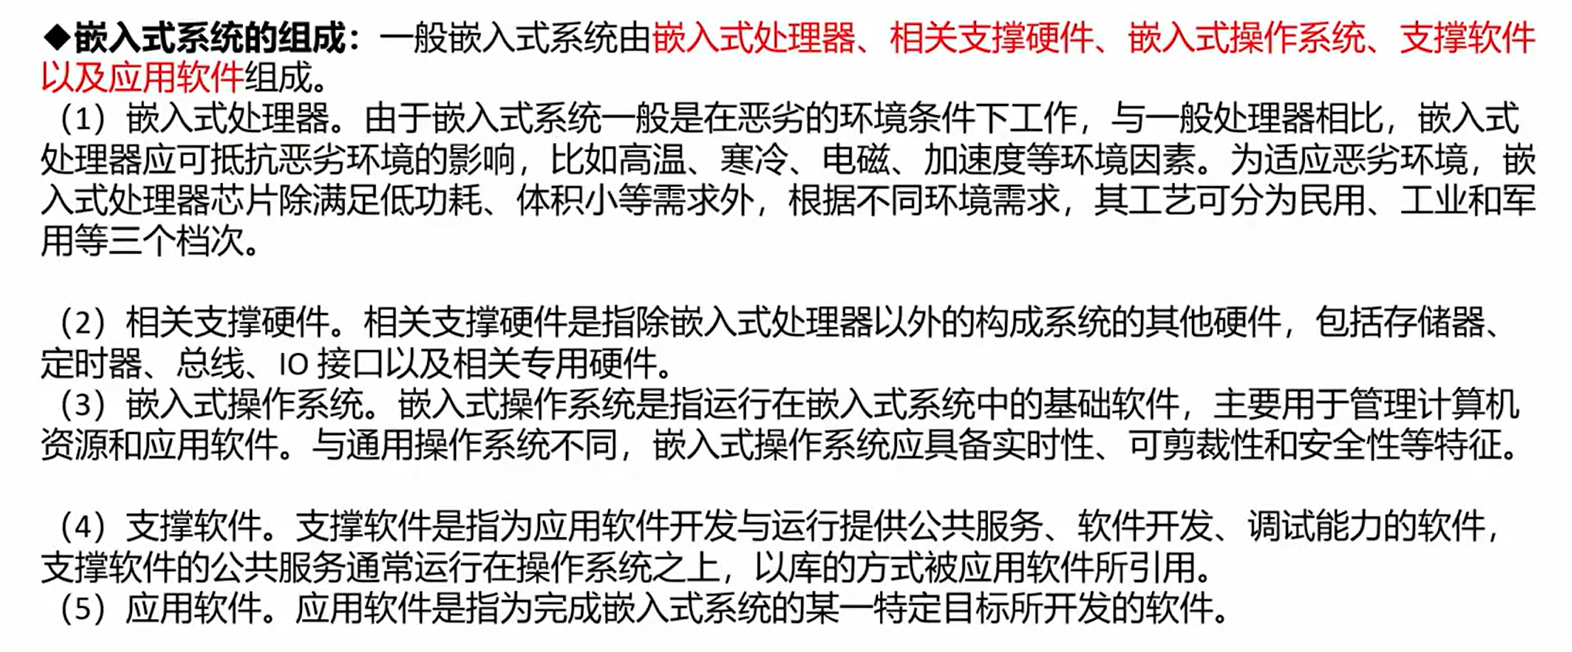 ◆嵌入式系统的组成：一般嵌入式系统由嵌入式处理器、相关支撑硬件、嵌入式操作系统、支撑软件
以及应用软件组成。
（1）嵌入式处理器。由于嵌入式系统一般是在恶劣的环境条件下工作，与一般处理器相比，嵌入式
处理器应可抵抗恶劣环境的影响，比如高温、寒冷、电磁、加速度等环境因素。为适应恶劣环境，嵌
入式处理器芯片除满足低功耗、体积小等需求外，根据不同环境需求，其工艺可分为民用、工业和军
用等三个档次。
（2）相关支撑硬件。相关支撑硬件是指除嵌入式处理器以外的构成系统的其他硬件，包括存储器、
定时器、总线、IO 接口以及相关专用硬件。
（3）嵌入式操作系统。嵌入式操作系统是指运行在嵌入式系统中的基础软件，主要用于管理计算机
资源和应用软件。与通用操作系统不同，嵌入式操作系统应具备实时性、可剪裁性和安全性等特征。
（4）支撑软件。支撑软件是指为应用软件开发与运行提供公共服务、软件开发、调试能力的软件，
支撑软件的公共服务通常运行在操作系统之上，以库的方式被应用软件所引用。
（5）应用软件。应用软件是指为完成嵌入式系统的某一特定目标所开发的软件。